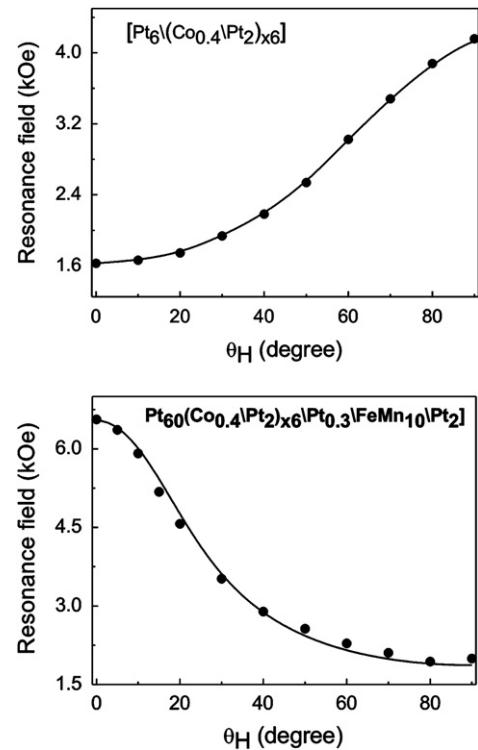 [Pt6\(Co0.4\Pt2)x6]
Resonance field (kOe)
4.0
3.2
2.4
1.6
0 20 40 60 80
θH (degree)
Pt60(Co0.4\Pt2)x6\Pt0.3\FeMn10\Pt2]
Resonance field (kOe)
6.0
4.5
3.0
1.5
0 20 40 60 80
θH (degree)